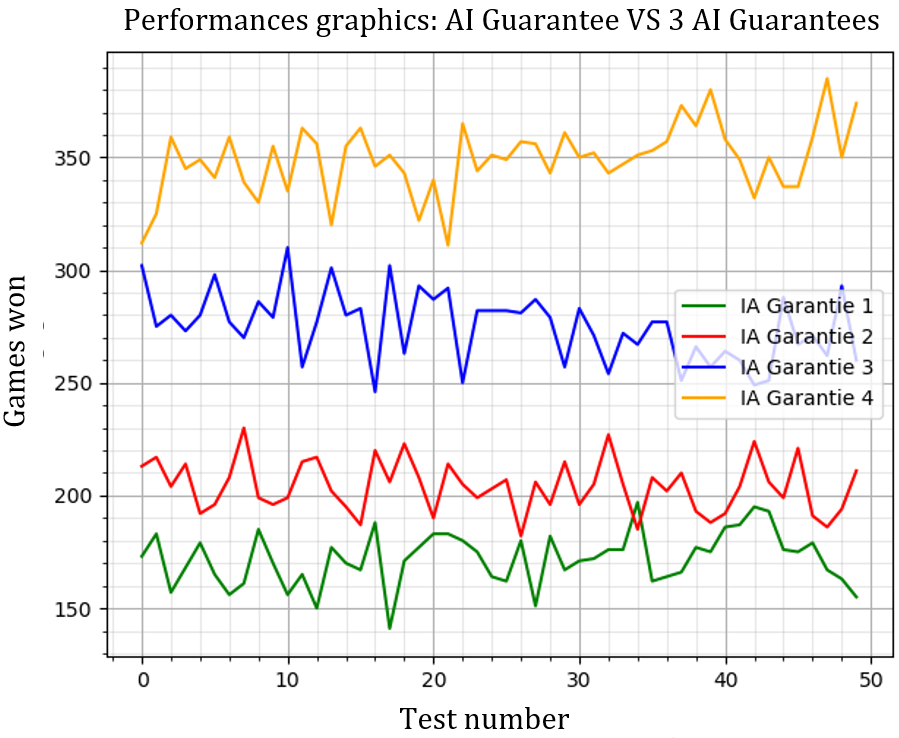 Performances graphics: AI Guarantee VS 3 AI Guarantees
350
300
250
200
150
Games won
IA Garantie 1
IA Garantie 2
IA Garantie 3
IA Garantie 4
0 10 20 30 40 50
Test number